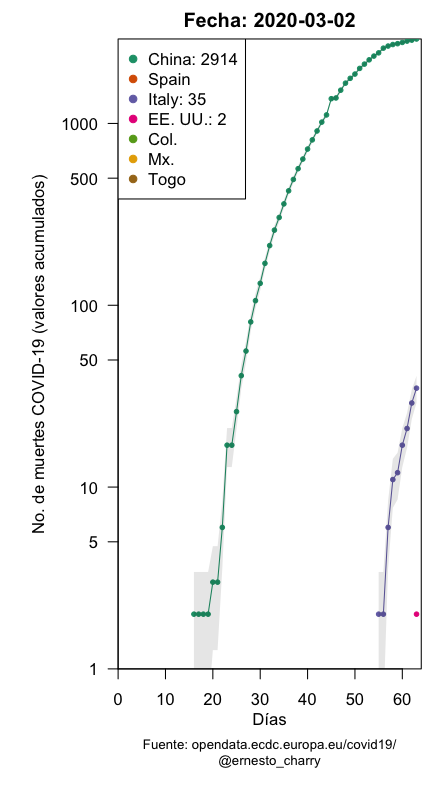 Fecha: 2020-03-02
China: 2914
Spain
Italy: 35
EE. UU.: 2
Col.
Mx.
Togo
No. de muertes COVID-19 (valores acumulados)
1000
500
100
50
10
5
1
0 10 20 30 40 50 60
Días
Fuente: opendata.ecdc.europa.eu/covid19/
@ernesto_charry